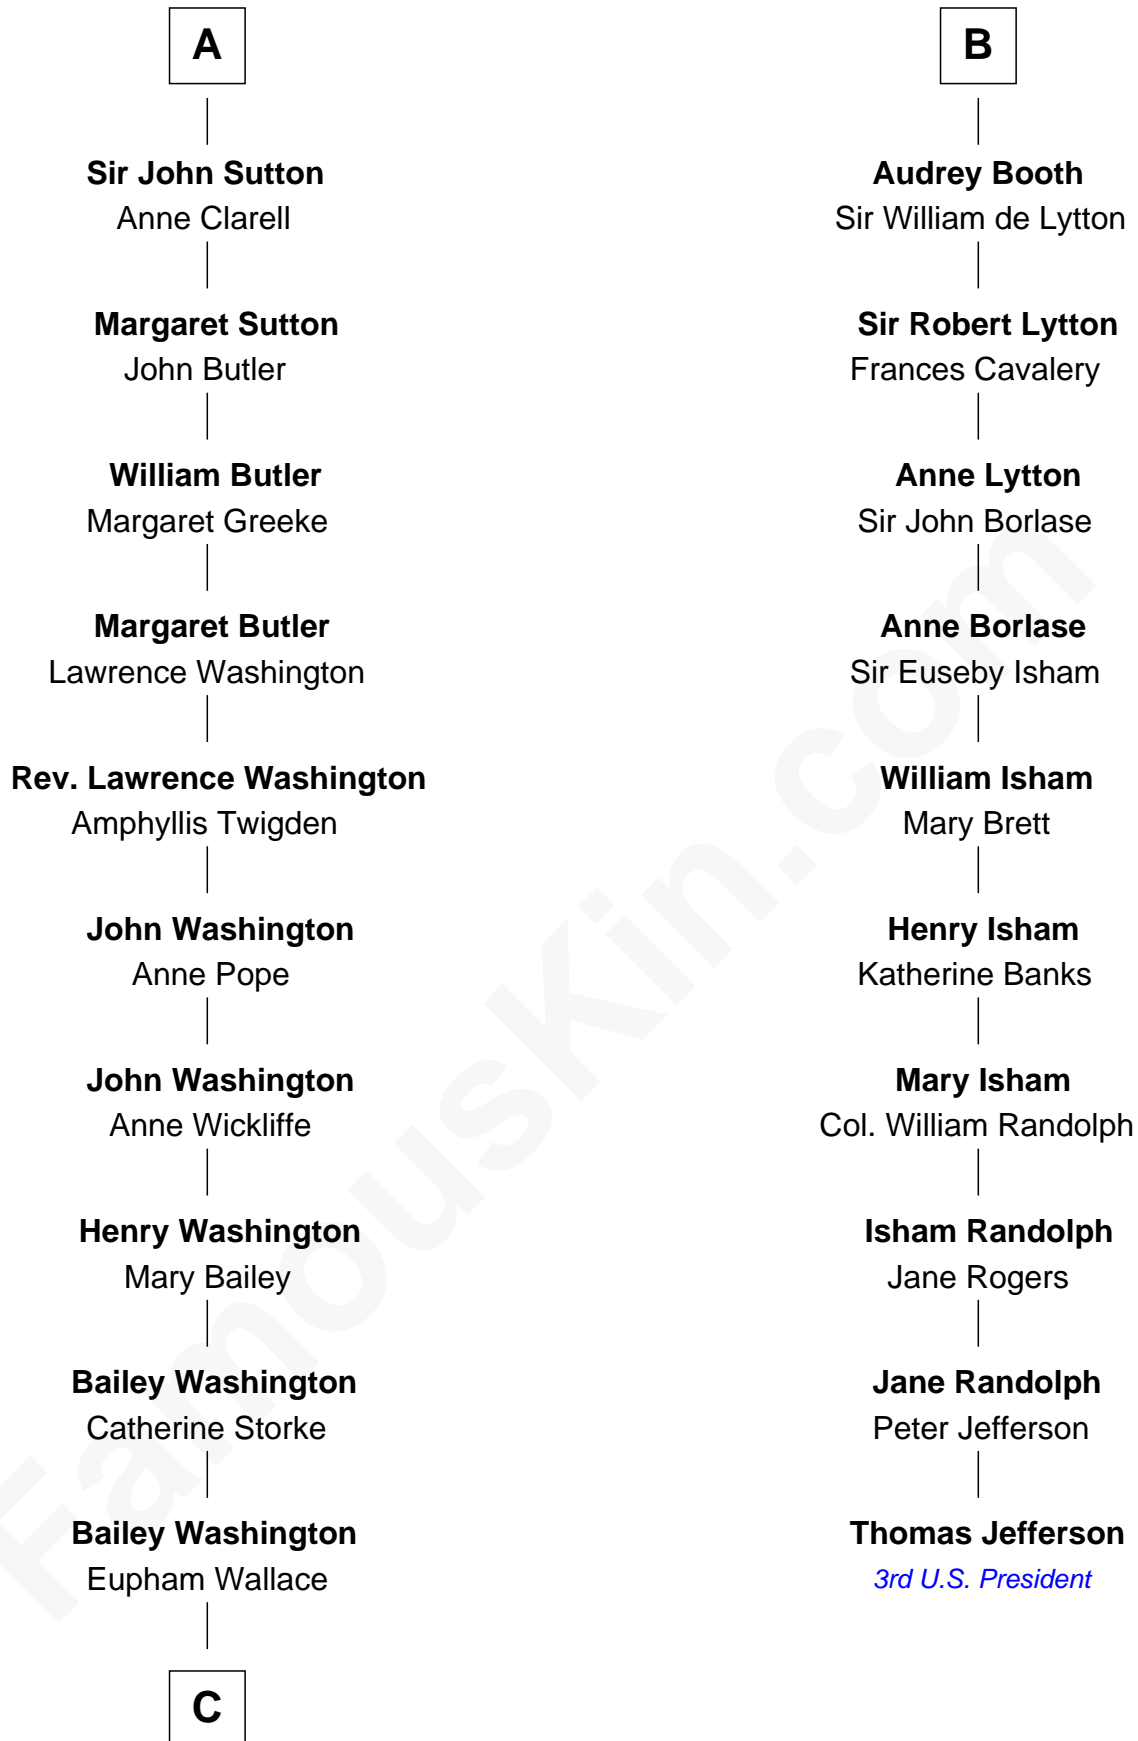 A
Sir John Sutton
Anne Clarell
Margaret Sutton
John Butler
William Butler
Margaret Greeke
Margaret Butler
Lawrence Washington
Rev. Lawrence Washington
Amphyllis Twigden
John Washington
Anne Pope
John Washington
Anne Wickliffe
Henry Washington
Mary Bailey
Bailey Washington
Catherine Storke
Bailey Washington
Eupham Wallace
C
B
Audrey Booth
Sir William de Lytton
Sir Robert Lytton
Frances Cavalery
Anne Lytton
Sir John Borlase
Anne Borlase
Sir Euseby Isham
William Isham
Mary Brett
Henry Isham
Katherine Banks
Mary Isham
Col. William Randolph
Isham Randolph
Jane Rogers
Jane Randolph
Peter Jefferson
Thomas Jefferson
3rd U.S. President
FamousKin.com